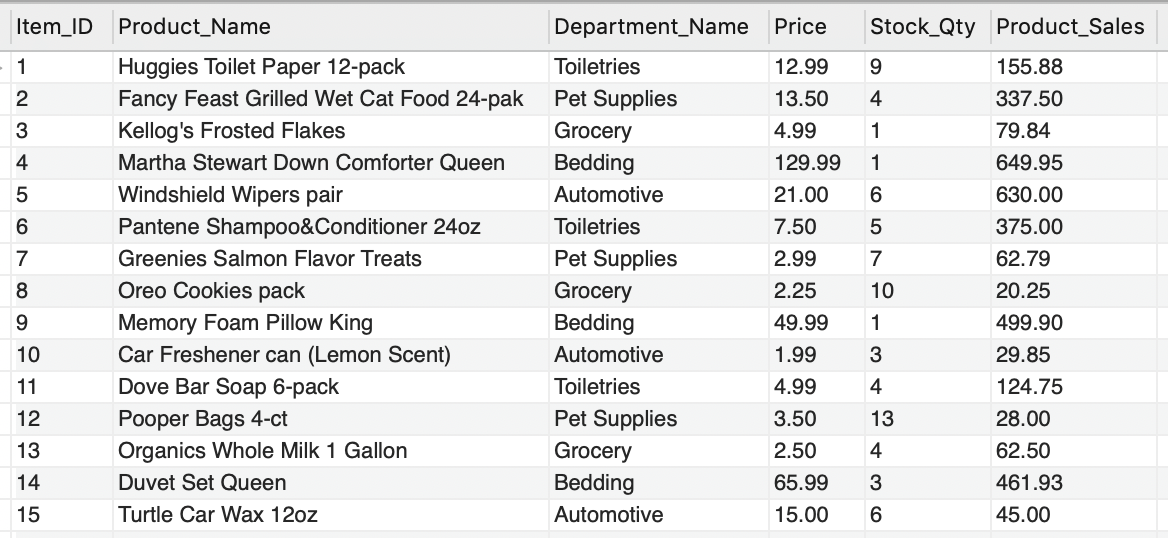 Item_ID Product_Name Department_Name Price Stock_Qty Product_Sales
1 Huggies Toilet Paper 12-pack Toiletries 12.99 9 155.88
2 Fancy Feast Grilled Wet Cat Food 24-pak Pet Supplies 13.50 4 337.50
3 Kellog's Frosted Flakes Grocery 4.99 1 79.84
4 Martha Stewart Down Comforter Queen Bedding 129.99 1 649.95
5 Windshield Wipers pair Automotive 21.00 6 630.00
6 Pantene Shampoo&Conditioner 24oz Toiletries 7.50 5 375.00
7 Greenies Salmon Flavor Treats Pet Supplies 2.99 7 62.79
8 Oreo Cookies pack Grocery 2.25 10 20.25
9 Memory Foam Pillow King Bedding 49.99 1 499.90
10 Car Freshener can (Lemon Scent) Automotive 1.99 3 29.85
11 Dove Bar Soap 6-pack Toiletries 4.99 4 124.75
12 Pooper Bags 4-ct Pet Supplies 3.50 13 28.00
13 Organics Whole Milk 1 Gallon Grocery 2.50 4 62.50
14 Duvet Set Queen Bedding 65.99 3 461.93
15 Turtle Car Wax 12oz Automotive 15.00 6 45.00